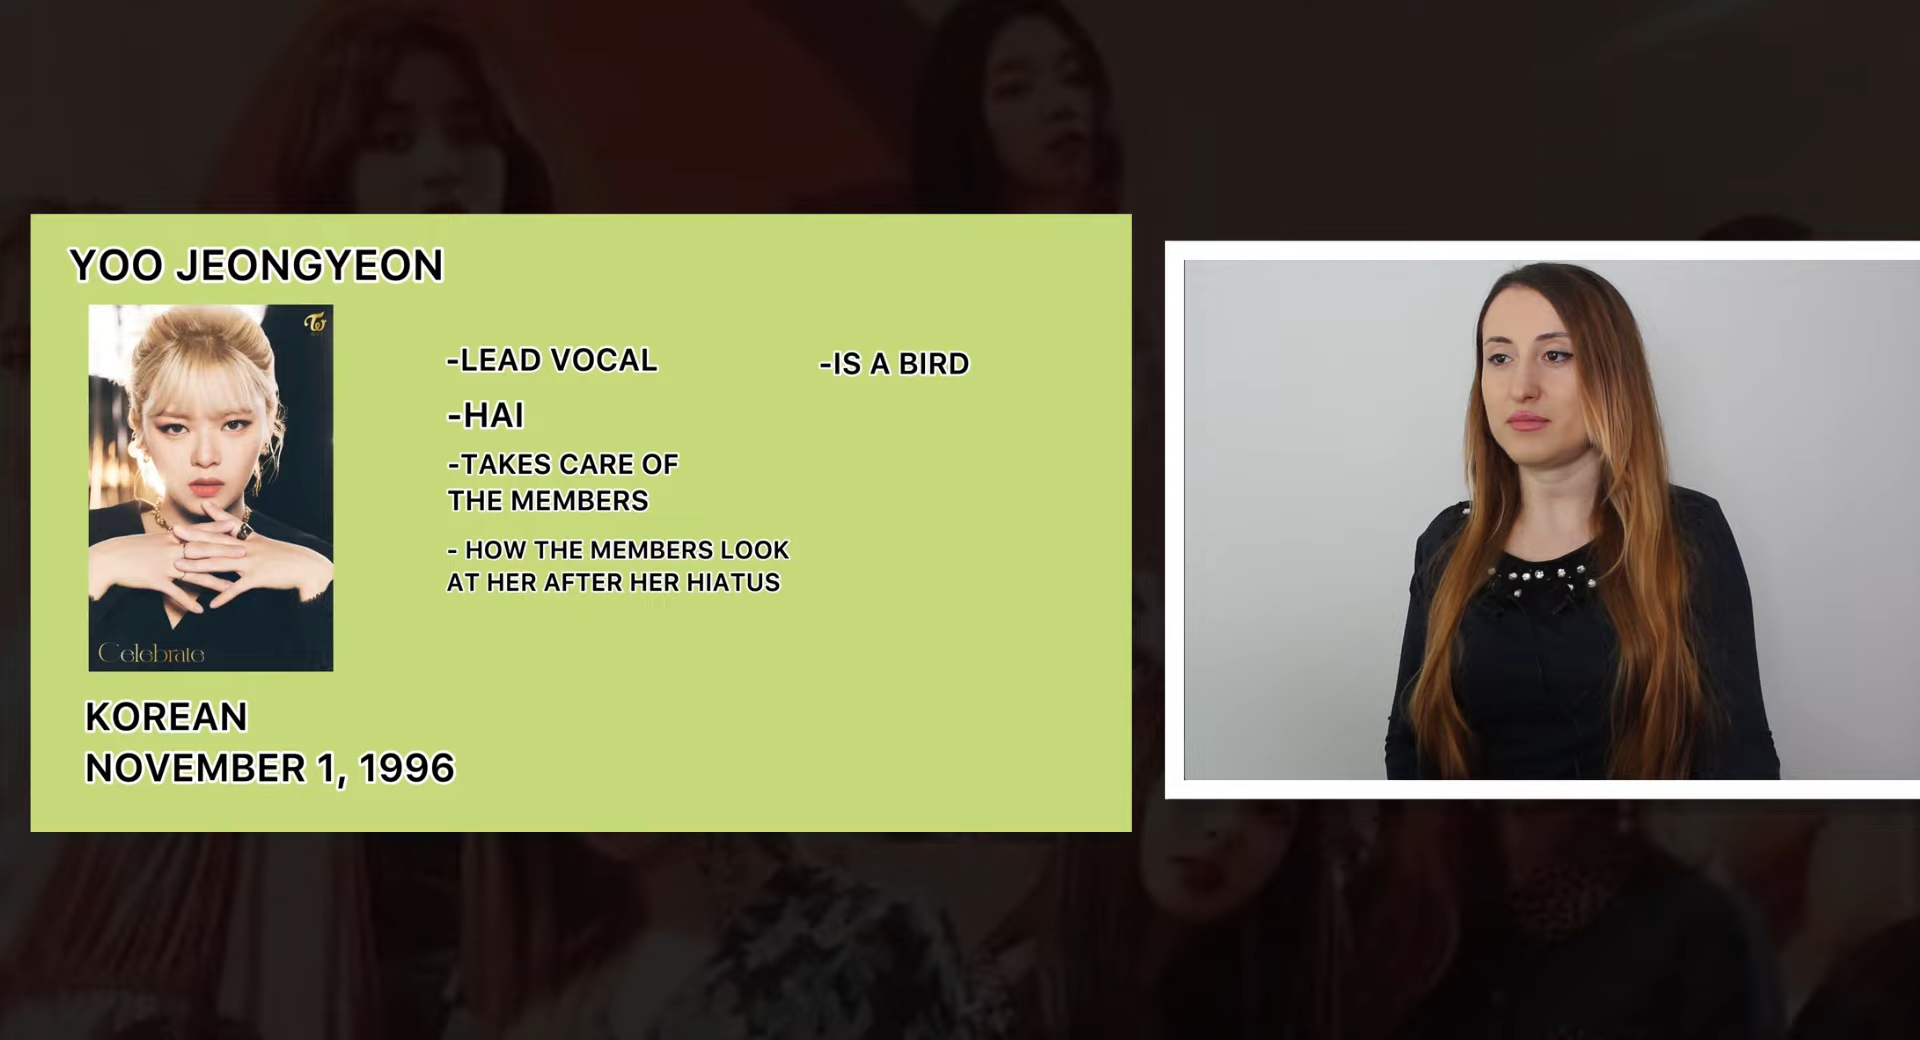 YOO JEONGYEON
-LEAD VOCAL
-HAI
-TAKES CARE OF
THE MEMBERS
- HOW THE MEMBERS LOOK
AT HER AFTER HER HIATUS
-IS A BIRD
Celebrate
KOREAN
NOVEMBER 1, 1996